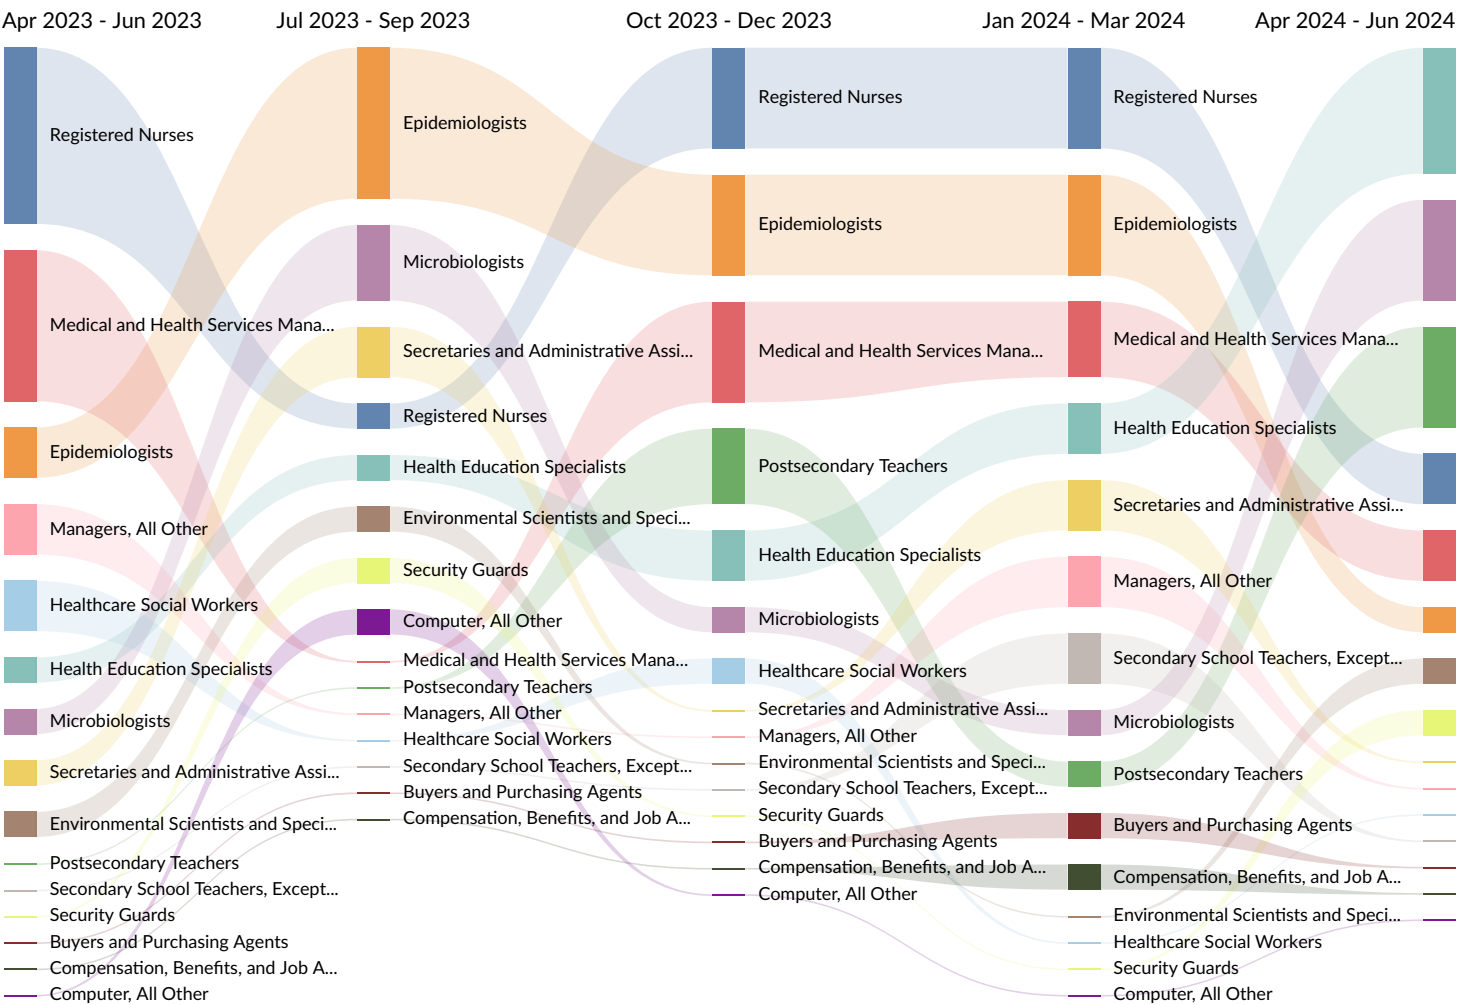 Apr 2023 - Jun 2023
Jul 2023 - Sep 2023
Oct 2023 - Dec 2023
Jan 2024 - Mar 2024
Apr 2024 - Jun 2024
Registered Nurses
Medical and Health Services Mana...
Epidemiologists
Managers, All Other
Healthcare Social Workers
Health Education Specialists
Microbiologists
Secretaries and Administrative Assi...
Environmental Scientists and Speci...
Postsecondary Teachers
Secondary School Teachers, Except...
Security Guards
Buyers and Purchasing Agents
Compensation, Benefits, and Job A...
Computer, All Other
Epidemiologists
Microbiologists
Secretaries and Administrative Assi...
Registered Nurses
Health Education Specialists
Environmental Scientists and Speci...
Security Guards
Computer, All Other
Medical and Health Services Mana...
Postsecondary Teachers
Managers, All Other
Healthcare Social Workers
Secondary School Teachers, Except...
Buyers and Purchasing Agents
Compensation, Benefits, and Job A...
Registered Nurses
Epidemiologists
Medical and Health Services Mana...
Postsecondary Teachers
Health Education Specialists
Microbiologists
Healthcare Social Workers
Secretaries and Administrative Assi...
Managers, All Other
Environmental Scientists and Speci...
Secondary School Teachers, Except...
Security Guards
Buyers and Purchasing Agents
Compensation, Benefits, and Job A...
Computer, All Other
Registered Nurses
Epidemiologists
Medical and Health Services Mana...
Health Education Specialists
Secretaries and Administrative Assi...
Managers, All Other
Secondary School Teachers, Except...
Microbiologists
Postsecondary Teachers
Buyers and Purchasing Agents
Compensation, Benefits, and Job A...
Environmental Scientists and Speci...
Healthcare Social Workers
Security Guards
Computer, All Other